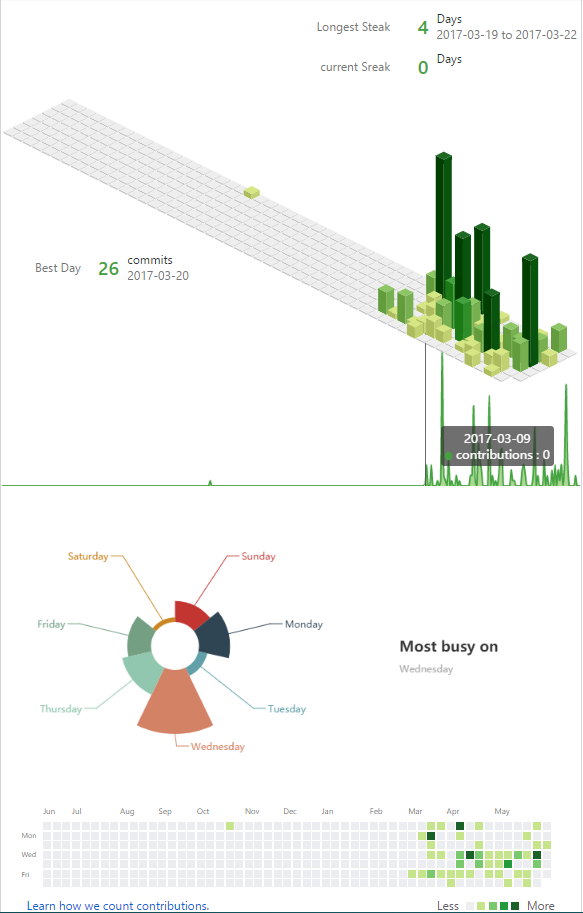 Longest Steak 4 Days
2017-03-19 to 2017-03-22
current Sreak 0 Days
Best Day 26 commits
2017-03-20
2017-03-09
contributions : 0
Saturday
Sunday
Friday
Monday
Most busy on
Wednesday
Thursday
Tuesday
Wednesday
Jun Jul Aug Sep Oct Nov Dec Jan Feb Mar Apr May
Mon
Wed
Fri
Learn how we count contributions. Less More